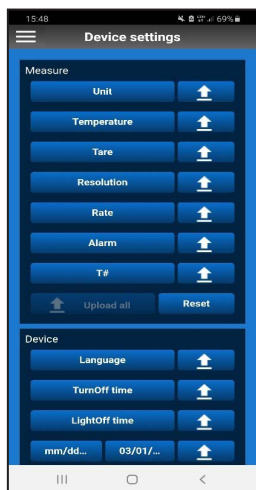 15:48 69%
Device settings
Measure
Unit
Temperature
Tare
Resolution
Rate
Alarm
T#
Upload all Reset
Device
Language
TurnOff time
LightOff time
mm/dd... 03/01/...